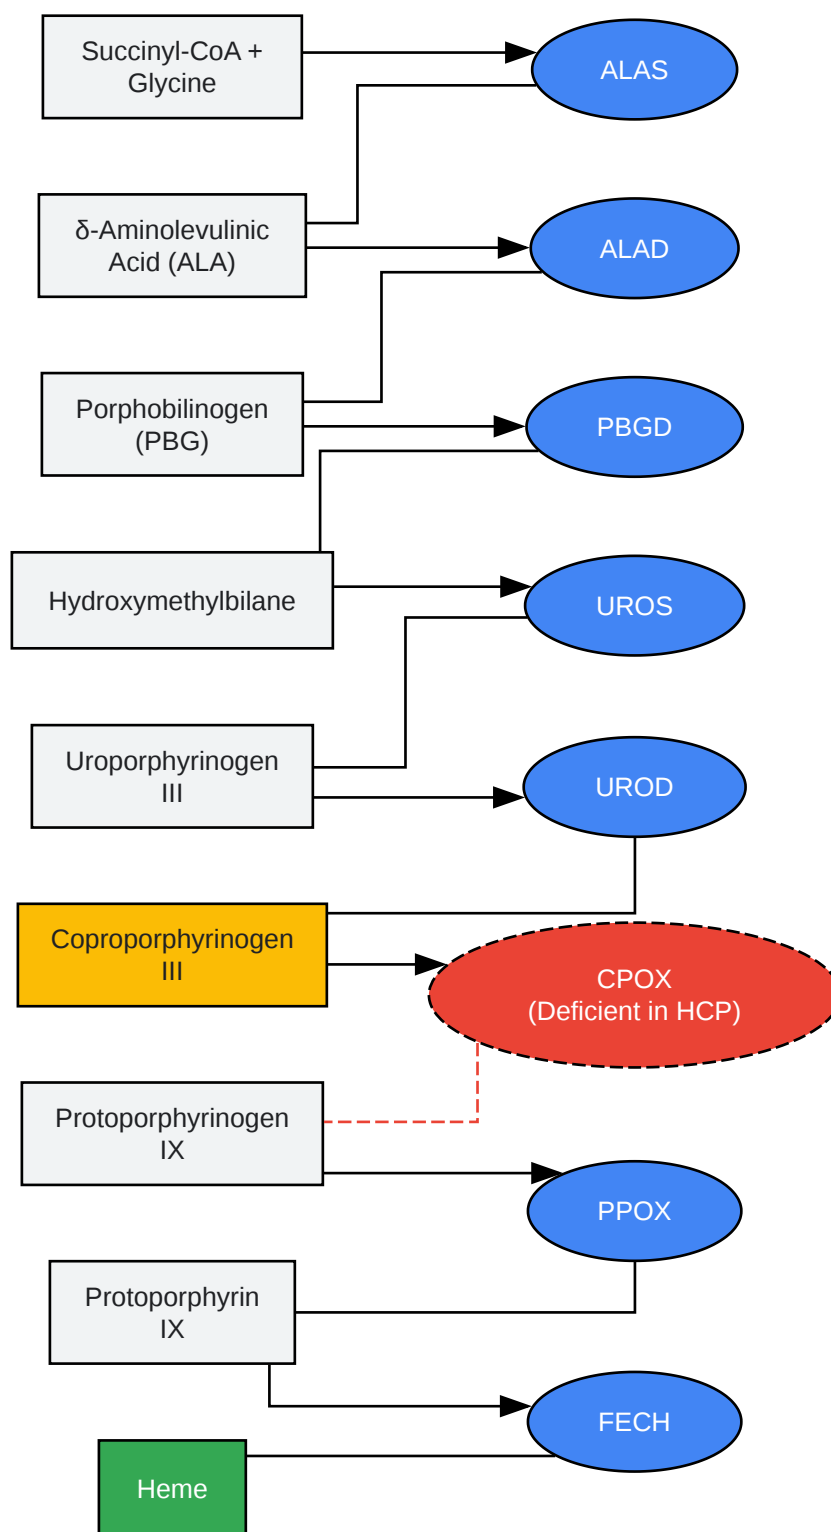 Succinyl-CoA +
Glycine
ALAS
δ-Aminolevulinic
Acid (ALA)
ALAD
Porphobilinogen
(PBG)
PBGD
Hydroxymethylbilane
UROS
Uroporphyrinogen
III
UROD
Coproporphyrinogen
III
CPOX
(Deficient in HCP)
Protoporphyrinogen
IX
PPOX
Protoporphyrin
IX
FECH
Heme